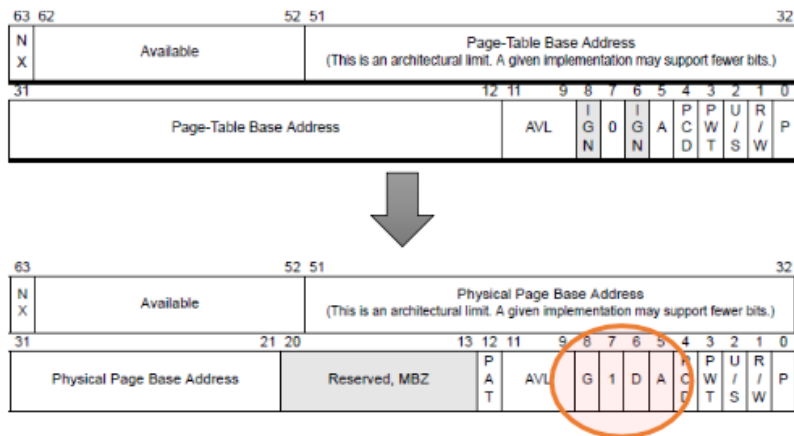 63 62 52 51 32
N X Available Page-Table Base Address
(This is an architectural limit. A given implementation may support fewer bits.)
31 12 11 9 8 7 6 5 4 3 2 1 0
Page-Table Base Address AVL I G N 0 I G N A P C D P W T U / S R / W P
63 52 51 32
N X Available Physical Page Base Address
(This is an architectural limit. A given implementation may support fewer bits.)
31 21 20 13 12 11 9 8 7 6 5 4 3 2 1 0
Physical Page Base Address Reserved, MBZ P A T AVL G 1 D A P C D P W T U / S R / W P